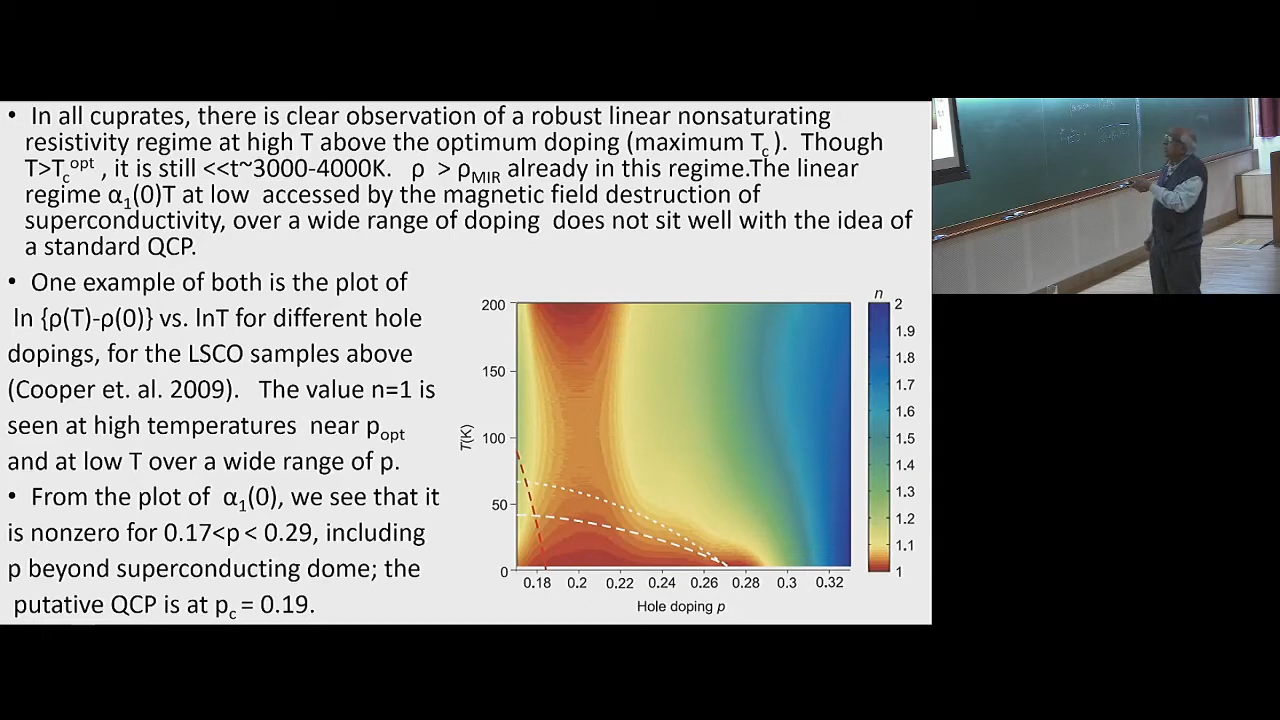 • In all cuprates, there is clear observation of a robust linear nonsaturating
resistivity regime at high T above the optimum doping (maximum Tc). Though
T>Tc^opt , it is still <<t~3000-4000K. ρ > ρMIR already in this regime.The linear
regime α1(0)T at low accessed by the magnetic field destruction of
superconductivity, over a wide range of doping does not sit well with the idea of
a standard QCP.
• One example of both is the plot of
ln {ρ(T)-ρ(0)} vs. lnT for different hole
dopings, for the LSCO samples above
(Cooper et. al. 2009). The value n=1 is
seen at high temperatures near popt
and at low T over a wide range of p.
• From the plot of α1(0), we see that it
is nonzero for 0.17<p < 0.29, including
p beyond superconducting dome; the
putative QCP is at pc = 0.19.
n
200
150
100
50
0
T(K)
0.18 0.2 0.22 0.24 0.26 0.28 0.3 0.32
Hole doping p
2
1.9
1.8
1.7
1.6
1.5
1.4
1.3
1.2
1.1
1